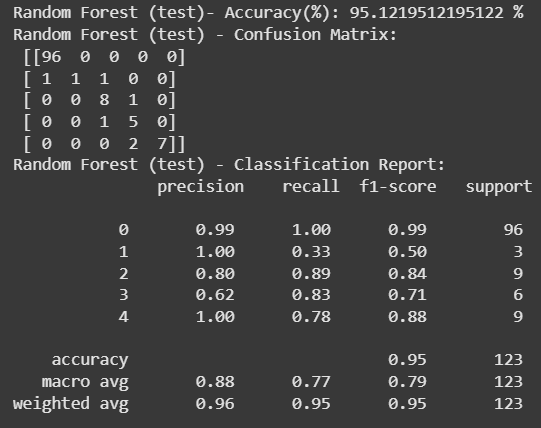 Random Forest (test)- Accuracy(%): 95.1219512195122 %
Random Forest (test) - Confusion Matrix:
[[96 0 0 0 0]
[ 1 1 1 0 0]
[ 0 0 8 1 0]
[ 0 0 1 5 0]
[ 0 0 0 2 7]]
Random Forest (test) - Classification Report:
precision recall f1-score support
0 0.99 1.00 0.99 96
1 1.00 0.33 0.50 3
2 0.80 0.89 0.84 9
3 0.62 0.83 0.71 6
4 1.00 0.78 0.88 9
accuracy 0.95 123
macro avg 0.88 0.77 0.79 123
weighted avg 0.96 0.95 0.95 123